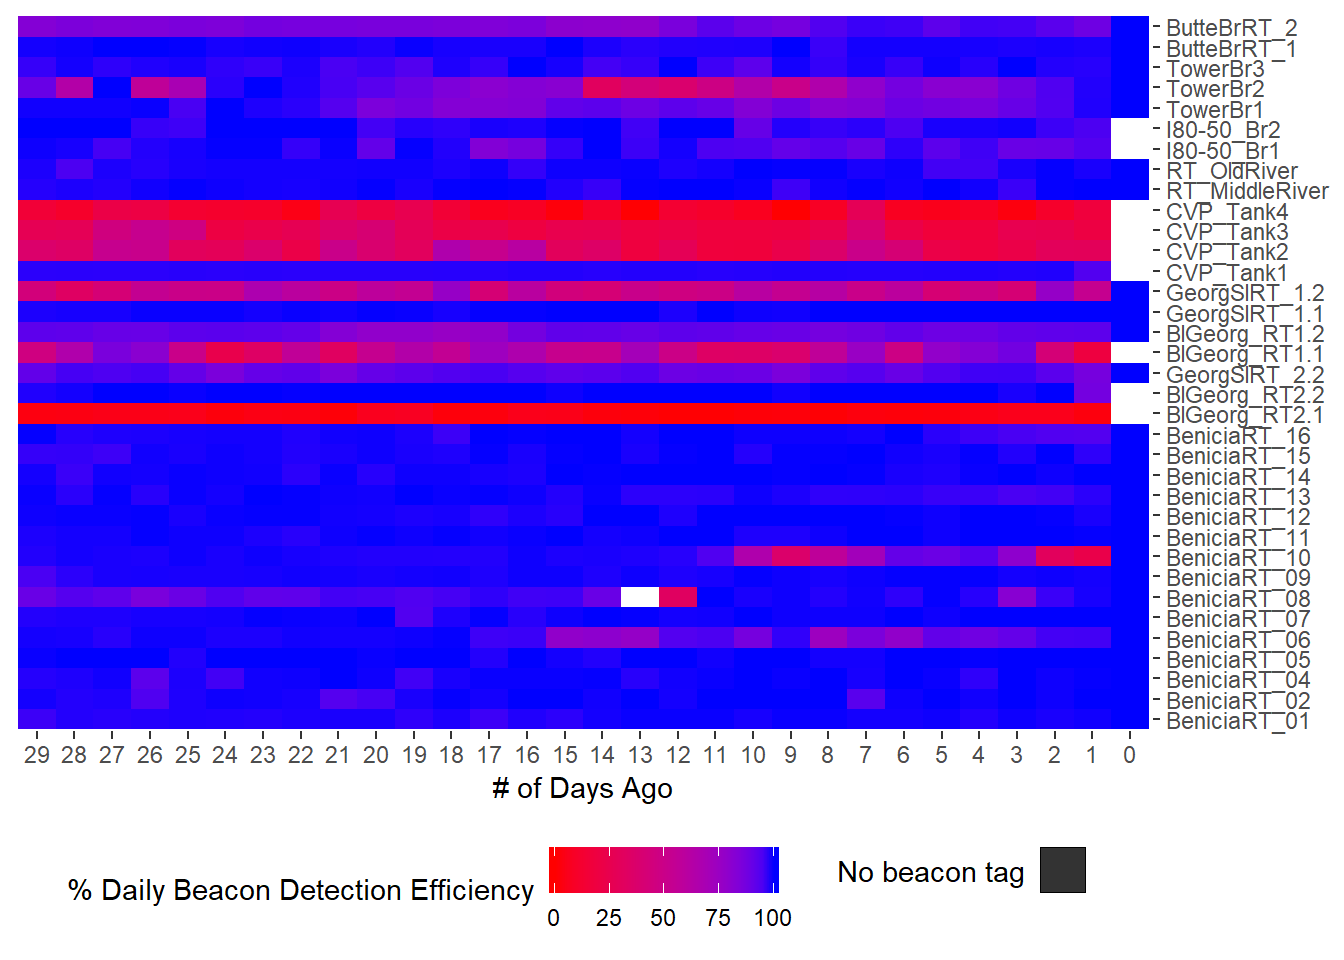 ButteBrRT_2
ButteBrRT_1
TowerBr3
TowerBr2
TowerBr1
I80-50_Br2
I80-50_Br1
RT_OldRiver
RT_MiddleRiver
CVP_Tank4
CVP_Tank3
CVP_Tank2
CVP_Tank1
GeorgSlRT_1.2
GeorgSlRT_1.1
BlGeorg_RT1.2
BlGeorg_RT1.1
GeorgSlRT_2.2
BlGeorg_RT2.2
BlGeorg_RT2.1
BeniciaRT_16
BeniciaRT_15
BeniciaRT_14
BeniciaRT_13
BeniciaRT_12
BeniciaRT_11
BeniciaRT_10
BeniciaRT_09
BeniciaRT_08
BeniciaRT_07
BeniciaRT_06
BeniciaRT_05
BeniciaRT_04
BeniciaRT_02
BeniciaRT_01
29 28 27 26 25 24 23 22 21 20 19 18 17 16 15 14 13 12 11 10 9 8 7 6 5 4 3 2 1 0
# of Days Ago
% Daily Beacon Detection Efficiency
0 25 50 75 100
No beacon tag